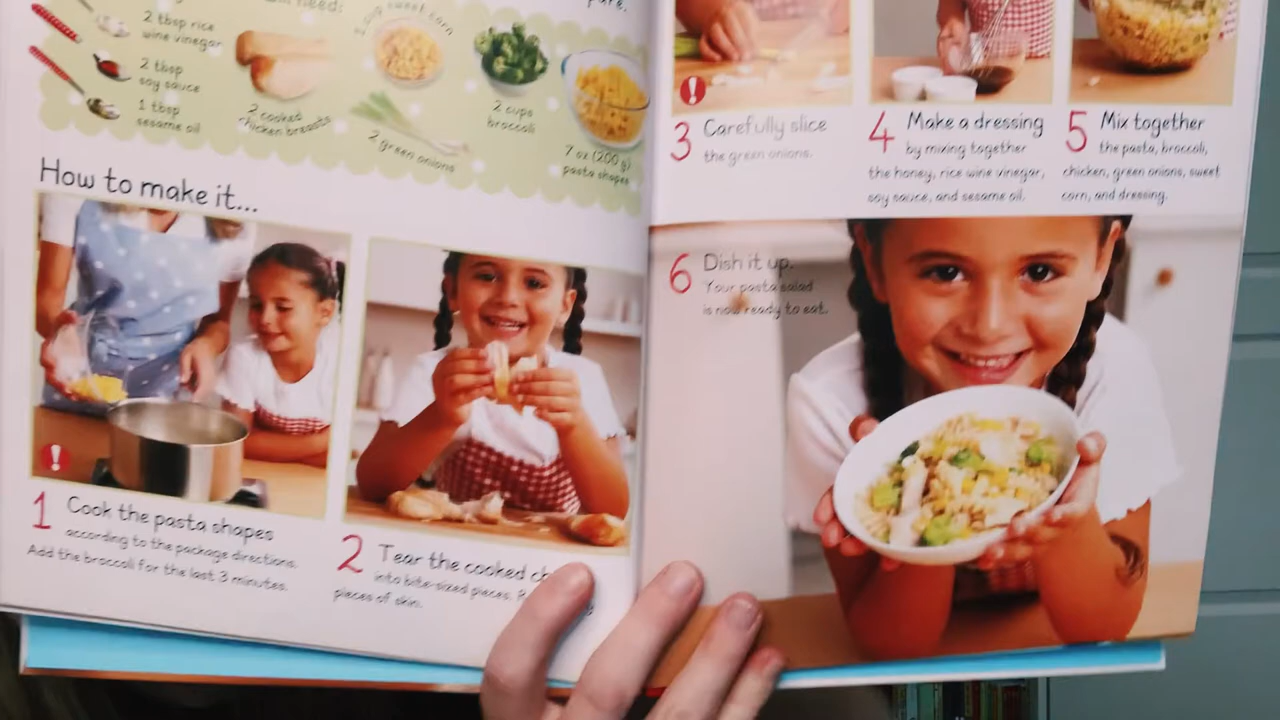 need:
pare.
2 tbsp rice
wine vinegar
2 tbsp
soy sauce
1 tbsp
sesame oil
2 cooked
chicken breasts
sweet corn
2 green onions
2 cups
broccoli
7 oz (200 g)
pasta shapes
How to make it...
1 Cook the pasta shapes
according to the package directions.
Add the broccoli for the last 3 minutes.
2 Tear the cooked
into bite-sized pieces.
pieces of skin.
3 Carefully slice
the green onions.
4 Make a dressing
by mixing together
the honey, rice wine vinegar,
soy sauce, and sesame oil.
5 Mix together
the pasta, broccoli,
chicken, green onions, sweet
corn, and dressing.
6 Dish it up.
Your pasta salad
is now ready to eat.